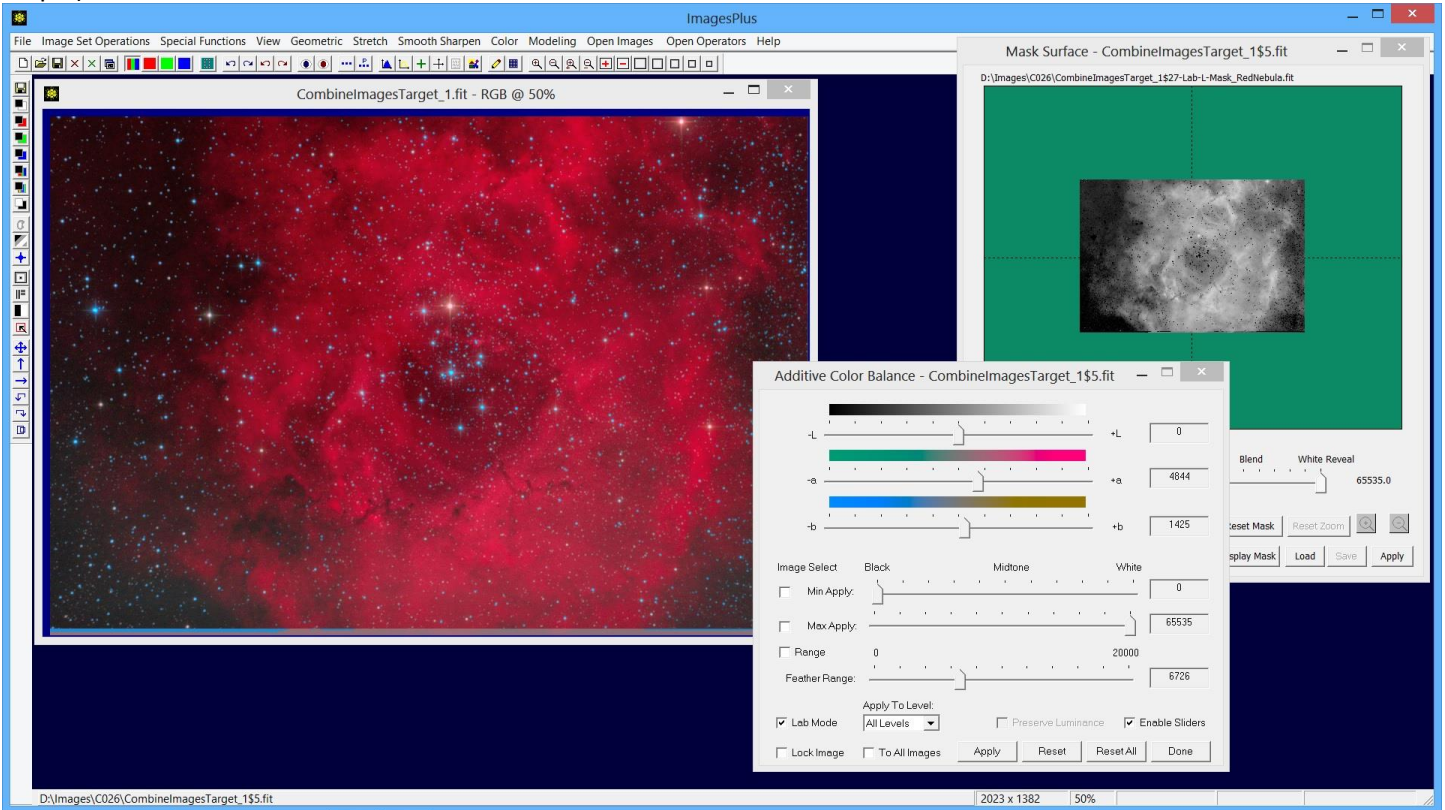 ImagesPlus
File Image Set Operations Special Functions View Geometric Stretch Smooth Sharpen Color Modeling Open Images Open Operators Help
CombineImagesTarget_1.fit - RGB @ 50%
Mask Surface - CombineImagesTarget_1$5.fit
D:\Images\C026\CombineImagesTarget_1$27-Lab-L-Mask_RedNebula.fit
Blend White Reveal
65535.0
Reset Mask Reset Zoom
Display Mask Load Save Apply
Additive Color Balance - CombineImagesTarget_1$5.fit
-L +L 0
-a +a 4844
-b +b 1425
Image Select Black Midtone White
Min Apply: 0
Max Apply: 65535
Range 0 20000
Feather Range: 6726
Apply To Level:
Lab Mode All Levels Preserve Luminance Enable Sliders
Lock Image To All Images Apply Reset Reset All Done
D:\Images\C026\CombineImagesTarget_1$5.fit 2023 x 1382 50%